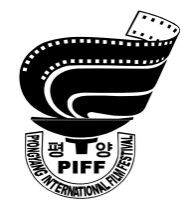 평 양
PIFF
PYONGYANG INTERNATIONAL FILM FESTIVAL